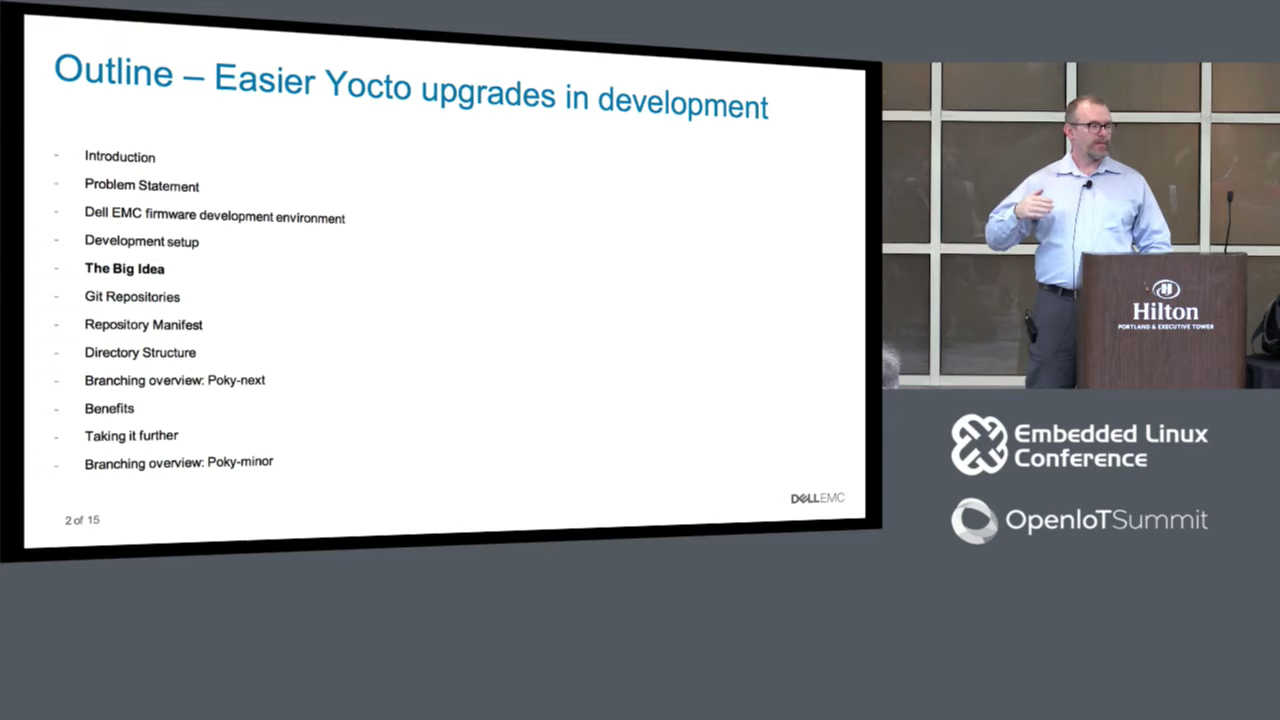 Outline – Easier Yocto upgrades in development
- Introduction
- Problem Statement
- Dell EMC firmware development environment
- Development setup
- The Big Idea
- Git Repositories
- Repository Manifest
- Directory Structure
- Branching overview: Poky-next
- Benefits
- Taking it further
- Branching overview: Poky-minor
2 of 15
DELLEMC
H
Hilton
PORTLAND & EXECUTIVE TOWER
Embedded Linux
Conference
OpenIoTSummit